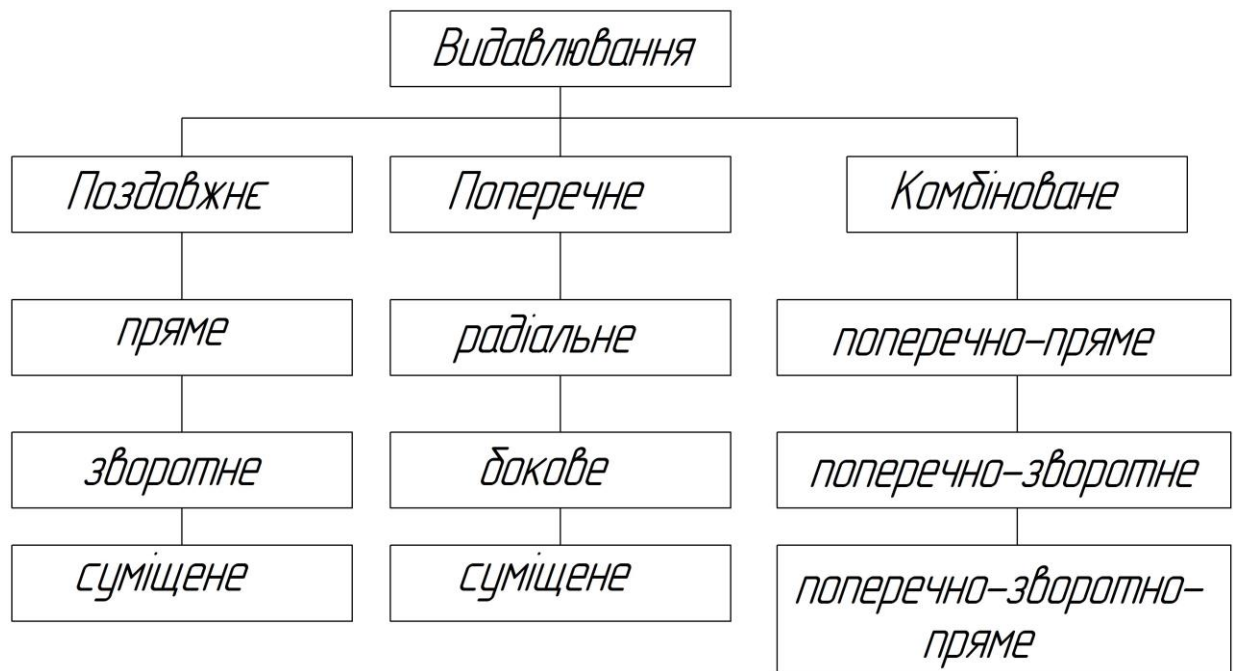 Видавлювання
Поздовжнє
Поперечне
Комбіноване
пряме
радіальне
поперечно-пряме
зворотне
бокове
поперечно-зворотне
суміщене
суміщене
поперечно-зворотно-
пряме